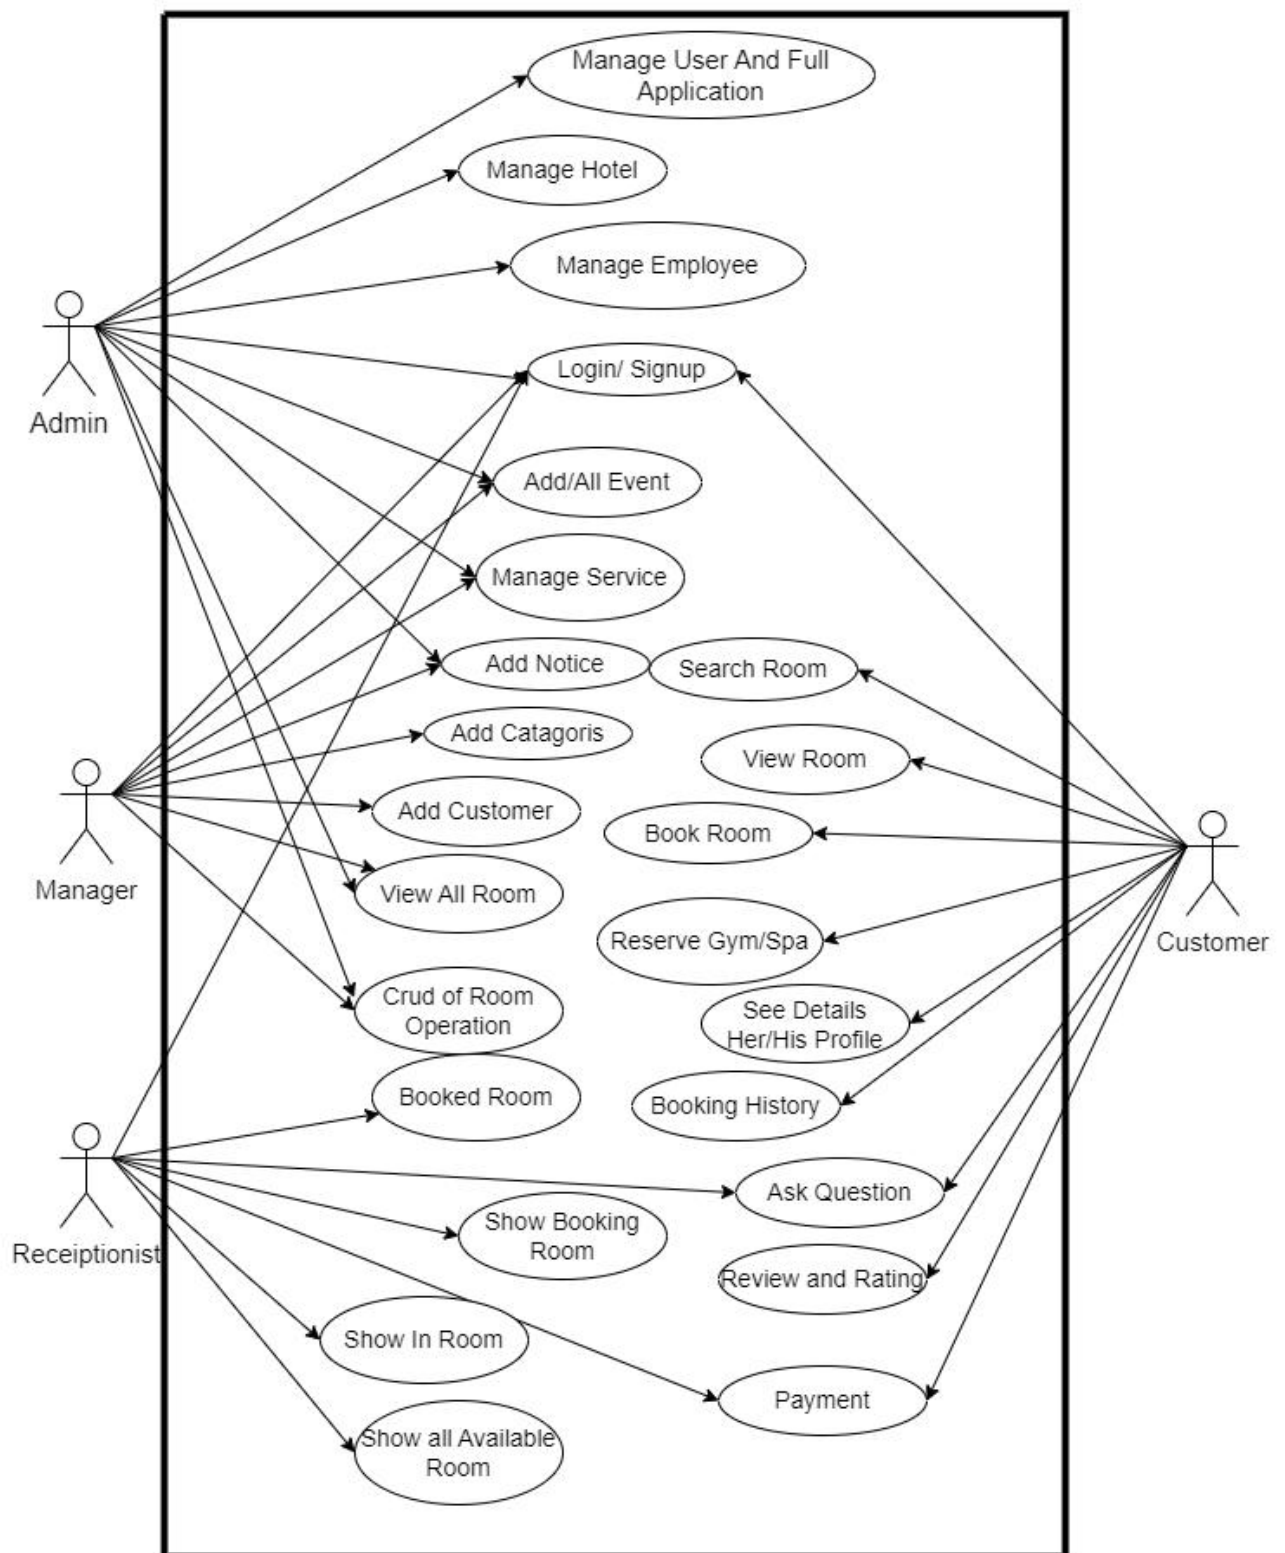 Manage User And Full
Application
Manage Hotel
Manage Employee
Login/ Signup
Admin
Add/All Event
Manage Service
Add Notice
Search Room
Add Catagoris
View Room
Add Customer
Book Room
Manager
View All Room
Reserve Gym/Spa
Customer
Crud of Room
Operation
See Details
Her/His Profile
Booked Room
Booking History
Ask Question
Show Booking
Room
Receiptionist
Review and Rating
Show In Room
Payment
Show all Available
Room